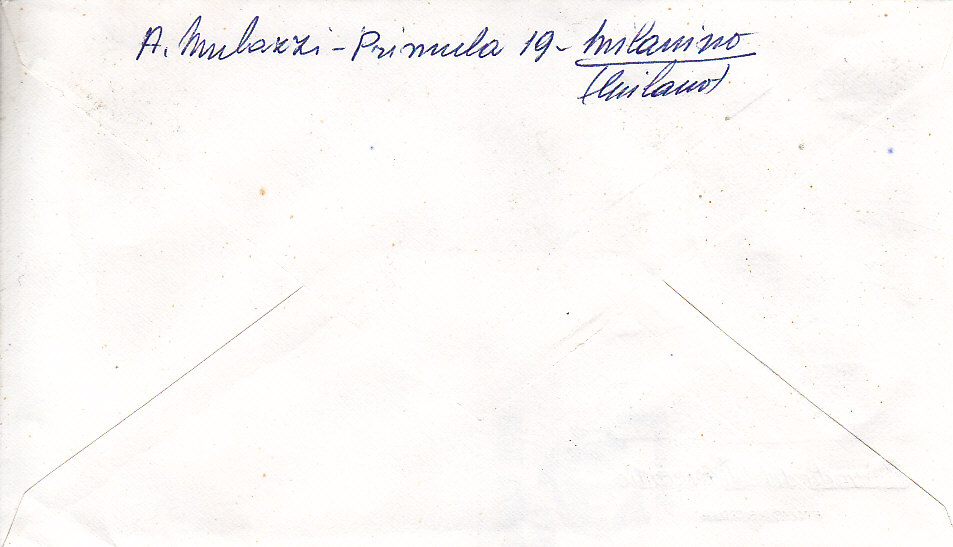 A. Mulazzi - Primula 19 - Milanino
(Milano)